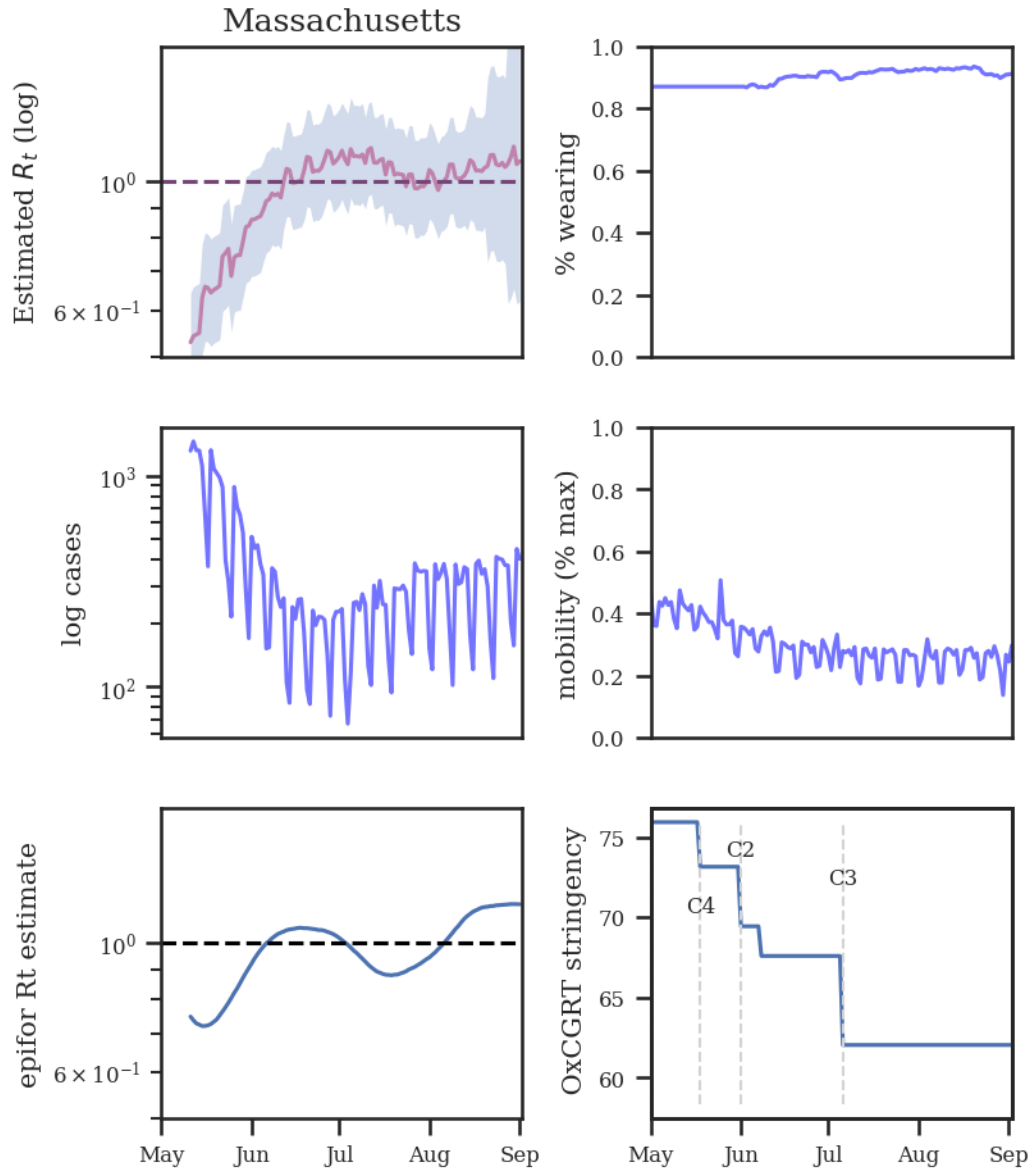 Massachusetts
Estimated R_t (log)
10^0
6 × 10^-1
% wearing
1.0
0.8
0.6
0.4
0.2
0.0
log cases
10^3
10^2
mobility (% max)
1.0
0.8
0.6
0.4
0.2
0.0
epifor Rt estimate
10^0
6 × 10^-1
May Jun Jul Aug Sep
OxCGRT stringency
75
70
65
60
C2
C3
C4
May Jun Jul Aug Sep